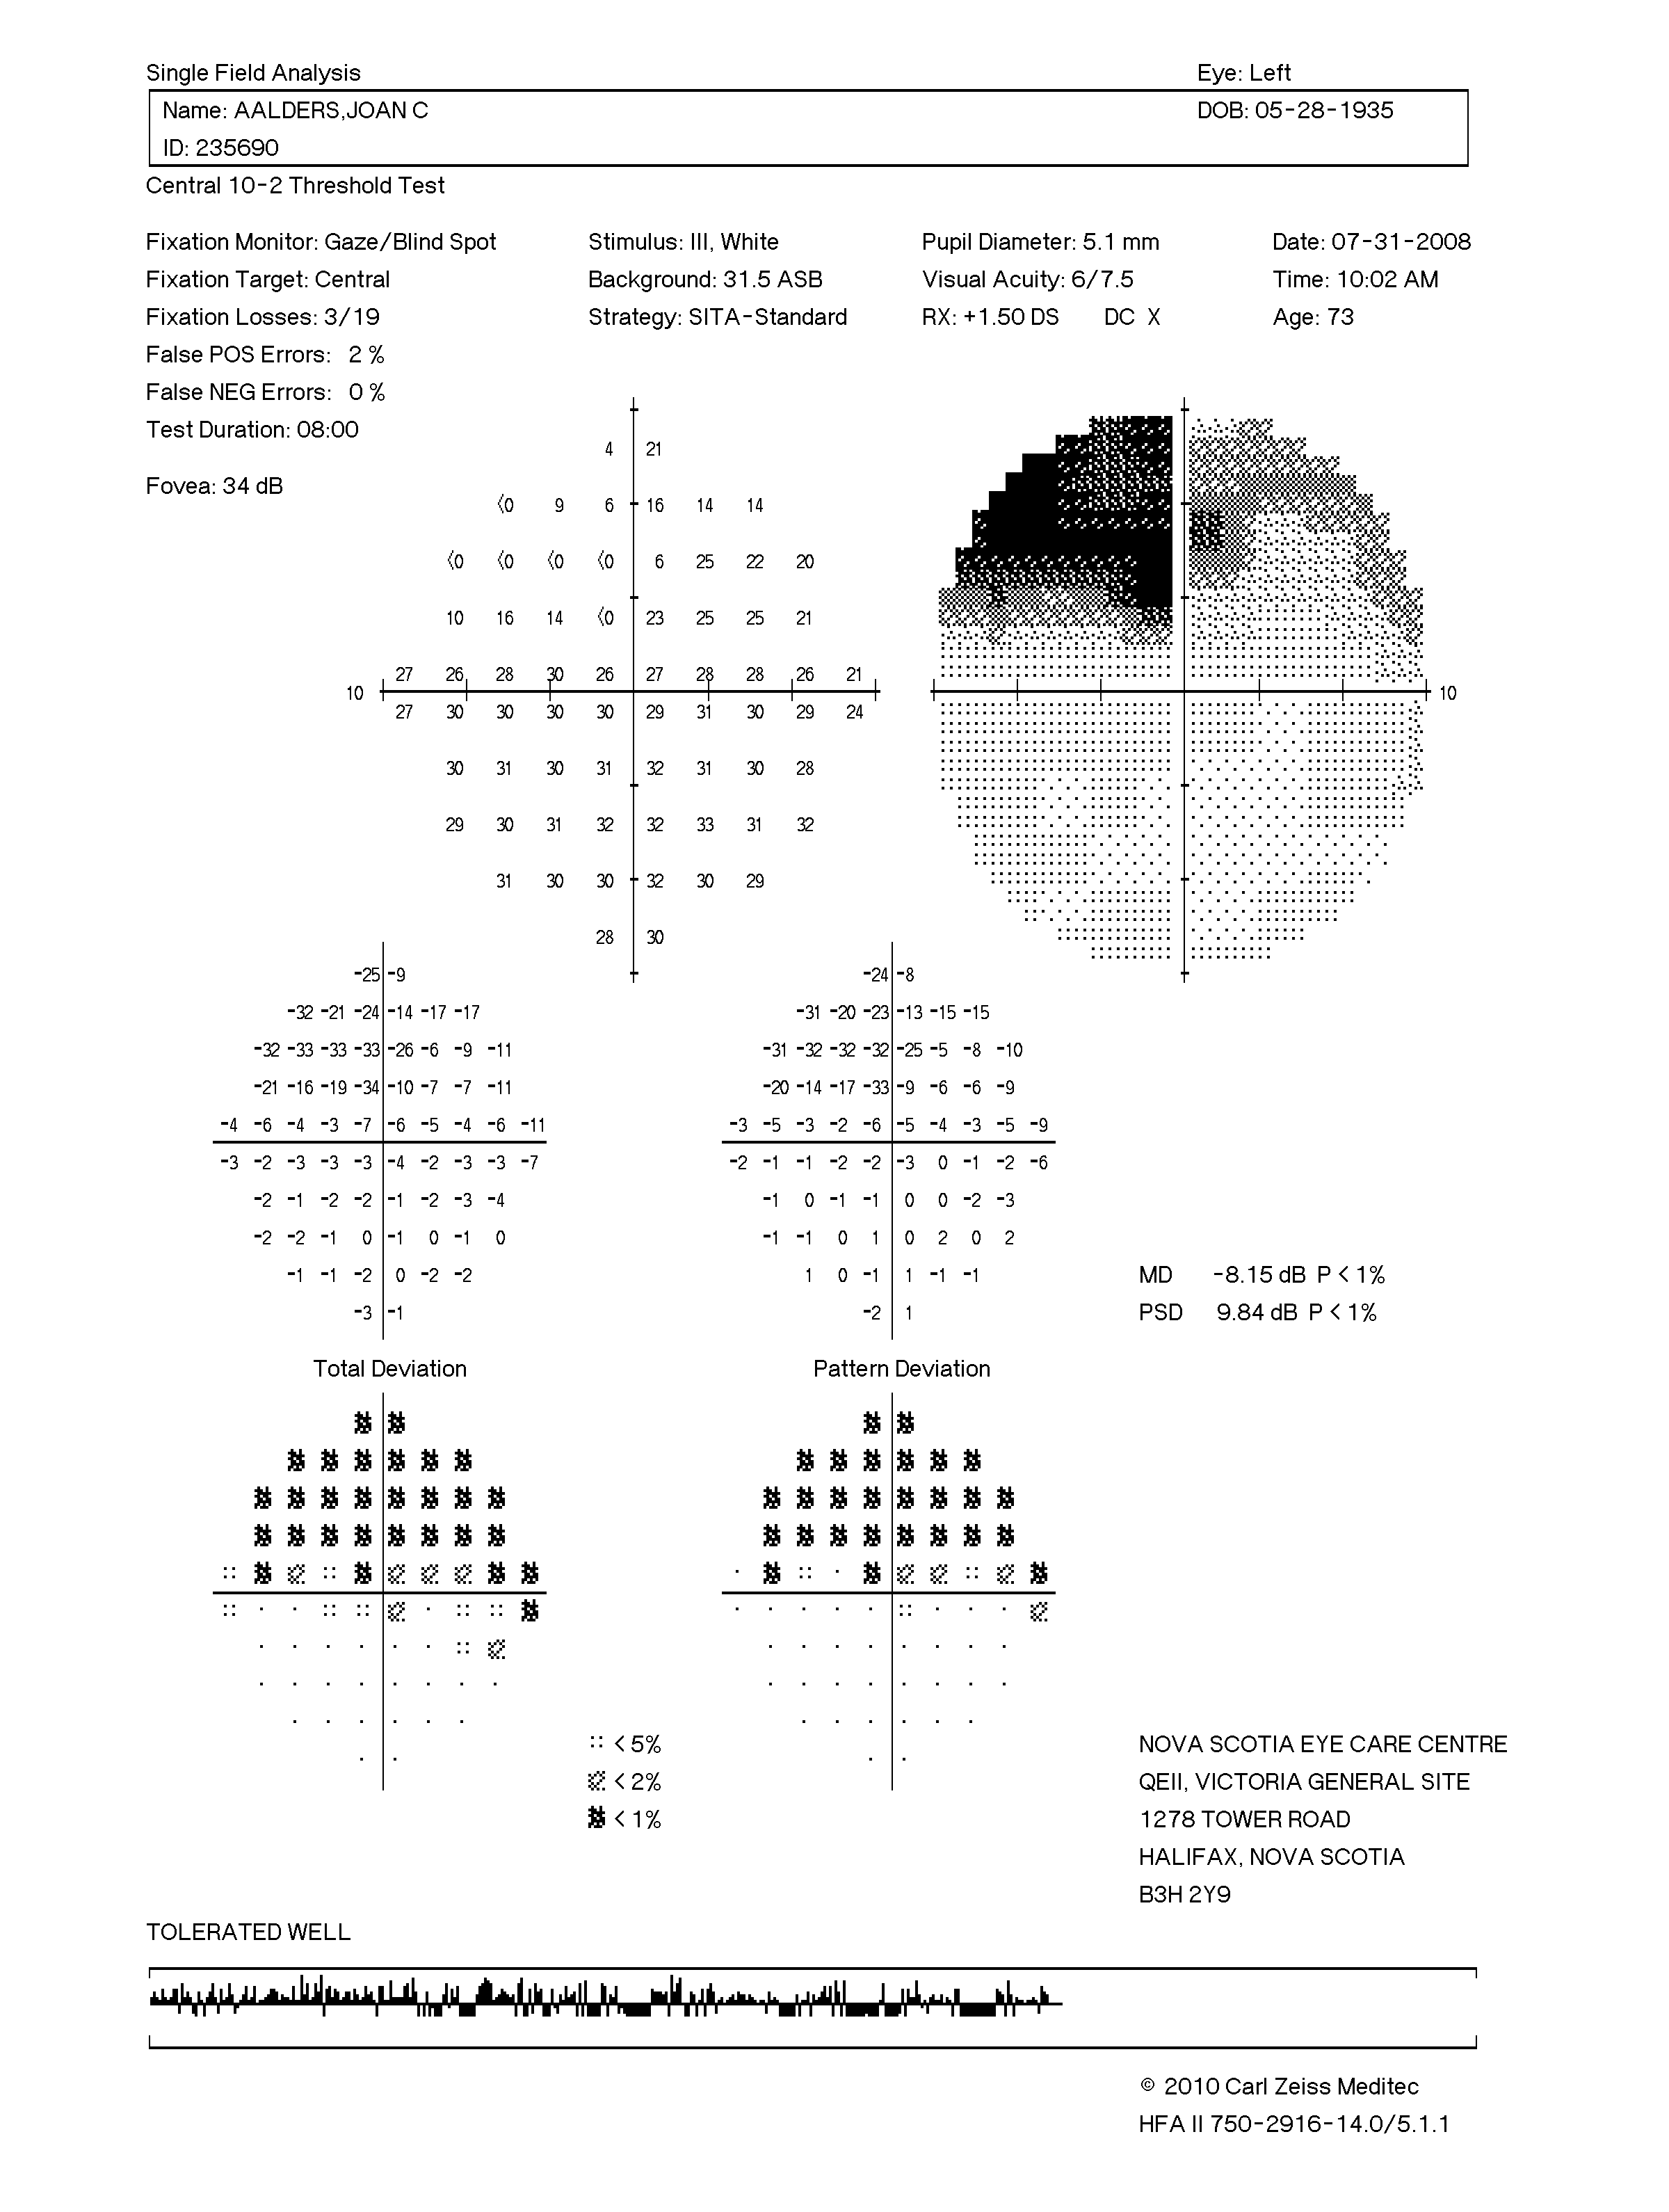 Single Field Analysis Eye: Left
Name: AALDERS,JOAN C DOB: 05-28-1935
ID: 235690
Central 10-2 Threshold Test
Fixation Monitor: Gaze/Blind Spot Stimulus: III, White Pupil Diameter: 5.1 mm Date: 07-31-2008
Fixation Target: Central Background: 31.5 ASB Visual Acuity: 6/7.5 Time: 10:02 AM
Fixation Losses: 3/19 Strategy: SITA-Standard RX: +1.50 DS DC X Age: 73
False POS Errors: 2 %
False NEG Errors: 0 %
Test Duration: 08:00
4 21
Fovea: 34 dB
<0 9 6 16 14 14
<0 <0 <0 <0 6 25 22 20
10 16 14 <0 23 25 25 21
27 26 28 30 26 27 28 28 26 21
10 10
27 30 30 30 30 29 31 30 29 24
30 31 30 31 32 31 30 28
29 30 31 32 32 33 31 32
31 30 30 32 30 29
28 30
-25 -9 -24 -8
-32 -21 -24 -14 -17 -17 -31 -20 -23 -13 -15 -15
-32 -33 -33 -33 -26 -6 -9 -11 -31 -32 -32 -32 -25 -5 -8 -10
-21 -16 -19 -34 -10 -7 -7 -11 -20 -14 -17 -33 -9 -6 -6 -9
-4 -6 -4 -3 -7 -6 -5 -4 -6 -11 -3 -5 -3 -2 -6 -5 -4 -3 -5 -9
-3 -2 -3 -3 -3 -4 -2 -3 -3 -7 -2 -1 -1 -2 -2 -3 0 -1 -2 -6
-2 -1 -2 -2 -1 -2 -3 -4 -1 0 -1 -1 0 0 -2 -3
-2 -2 -1 0 -1 0 -1 0 -1 -1 0 1 0 2 0 2
-1 -1 -2 0 -2 -2 1 0 -1 1 -1 -1 MD -8.15 dB P < 1%
-3 -1 -2 1 PSD 9.84 dB P < 1%
Total Deviation Pattern Deviation
< 5% NOVA SCOTIA EYE CARE CENTRE
< 2% QEII, VICTORIA GENERAL SITE
< 1% 1278 TOWER ROAD
HALIFAX, NOVA SCOTIA
B3H 2Y9
TOLERATED WELL
© 2010 Carl Zeiss Meditec
HFA II 750-2916-14.0/5.1.1